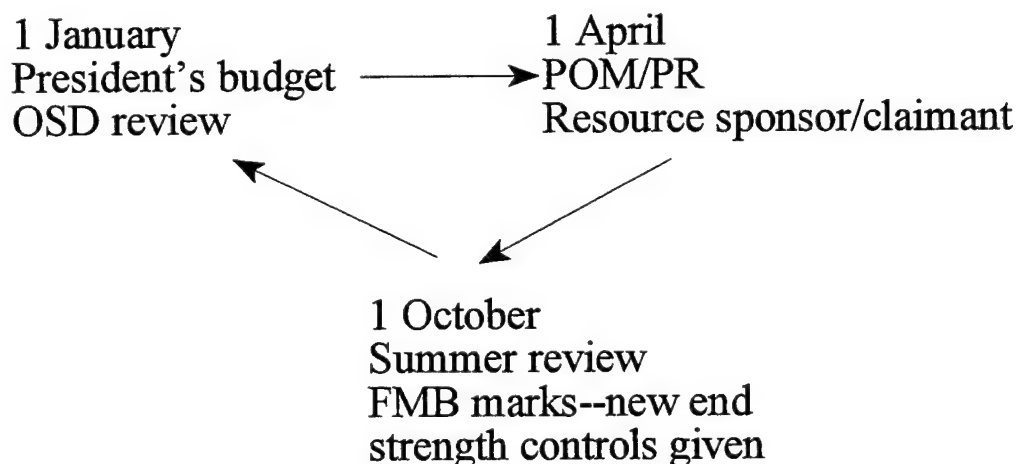 1 January
President's budget
OSD review
1 April
POM/PR
Resource sponsor/claimant
1 October
Summer review
FMB marks--new end
strength controls given